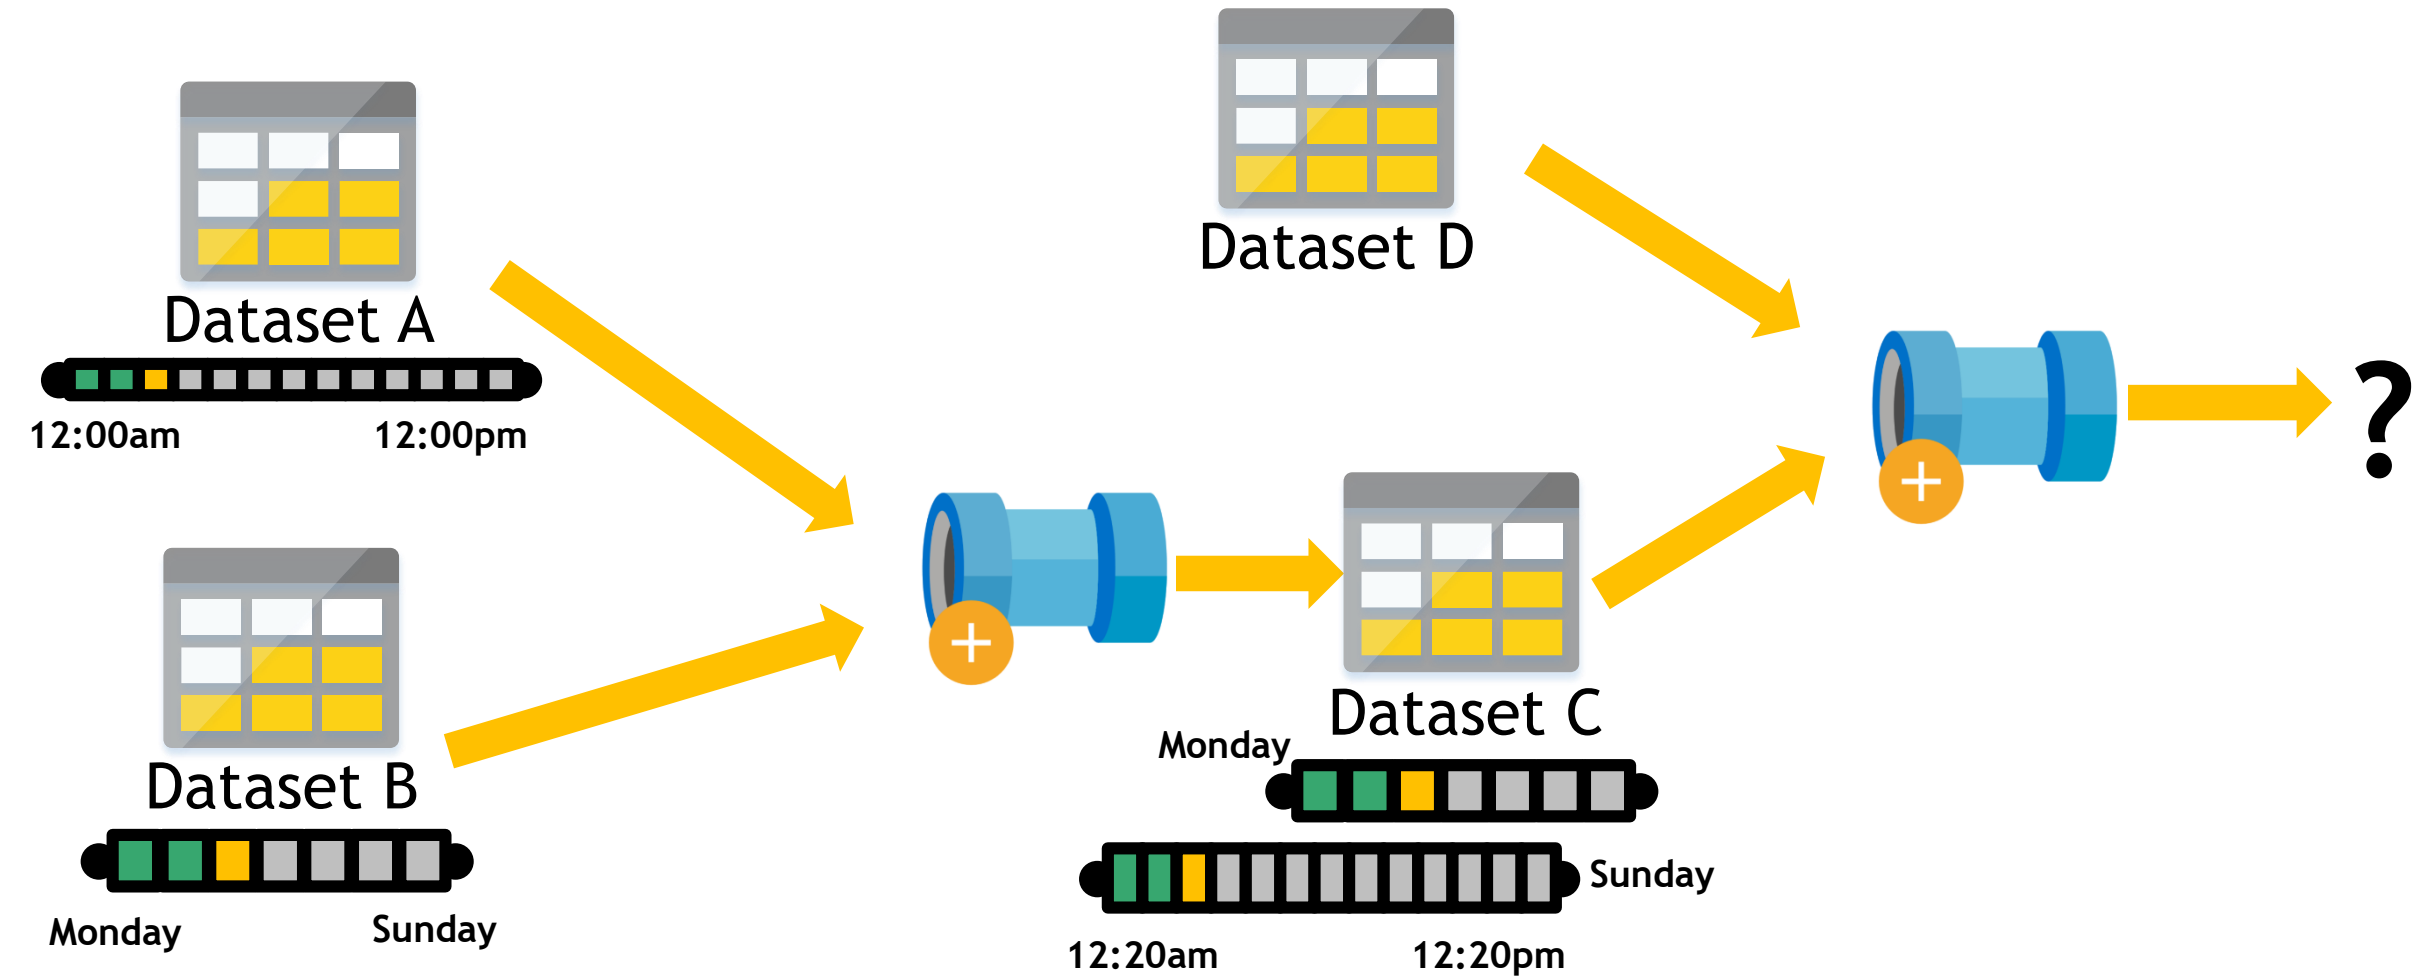 Dataset A
12:00am 12:00pm
Dataset B
Monday Sunday
+
Dataset C
Monday
Sunday
12:20am 12:20pm
Dataset D
+
?